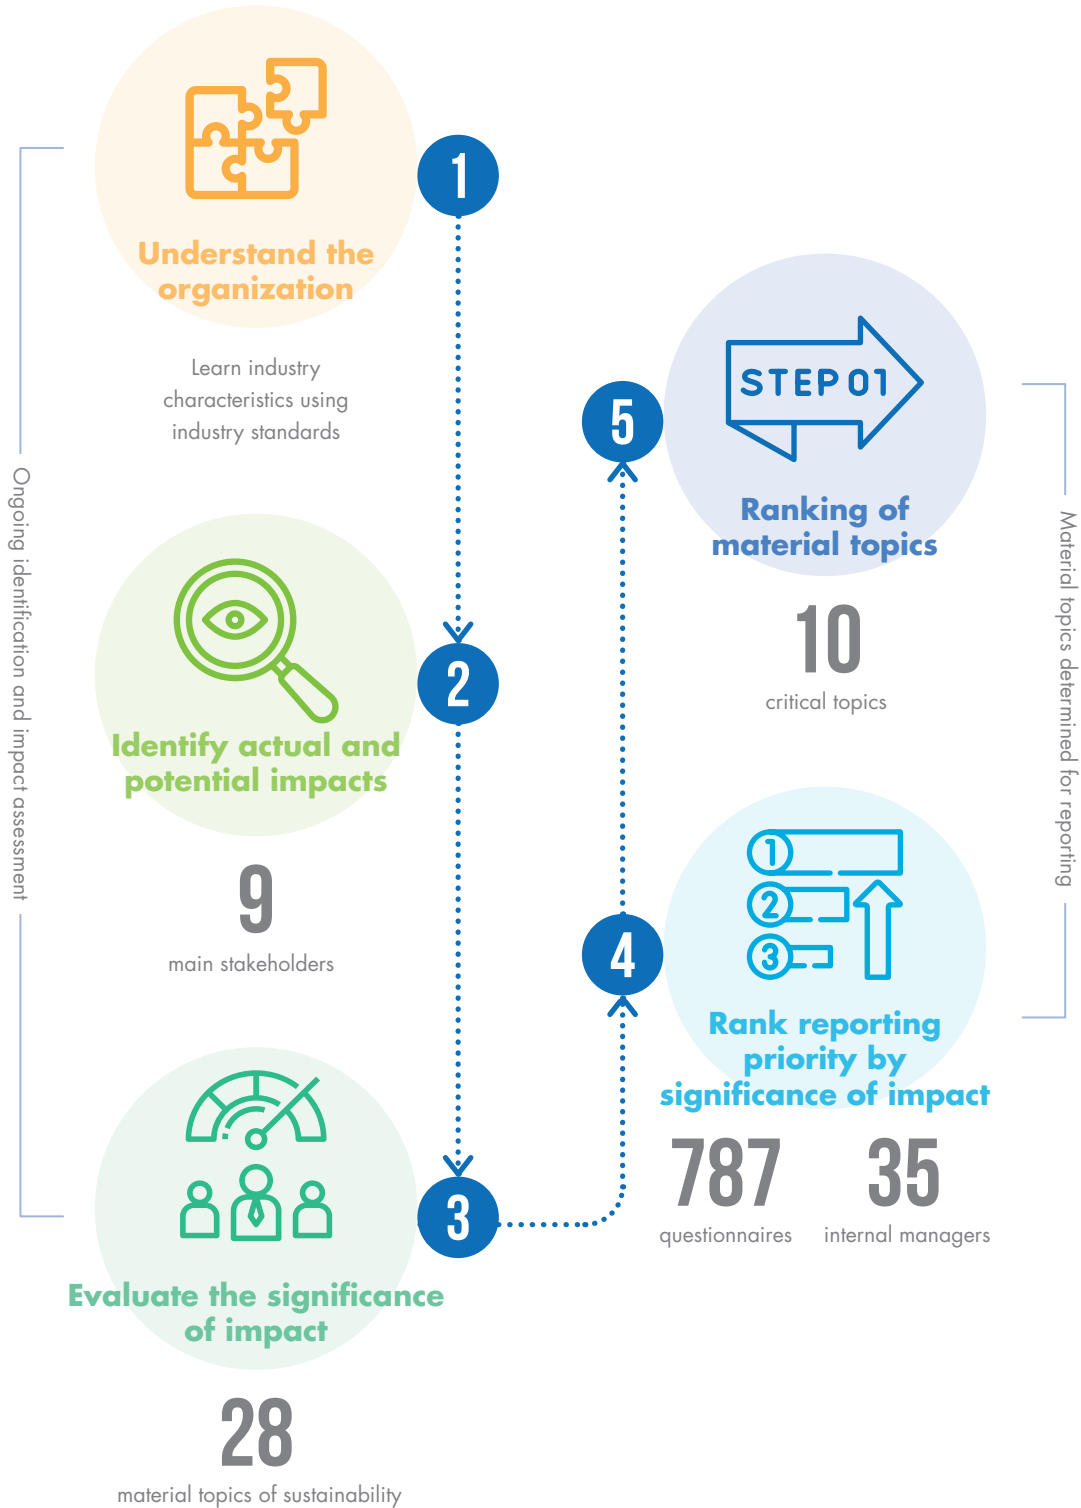 1
Understand the
organization
Learn industry
characteristics using
industry standards
Ongoing identification and impact assessment
2
Identify actual and
potential impacts
9
main stakeholders
3
Evaluate the significance
of impact
28
material topics of sustainability
4
1
2
3
Rank reporting
priority by
significance of impact
787
questionnaires
35
internal managers
5
STEP 01
Ranking of
material topics
10
critical topics
Material topics determined for reporting